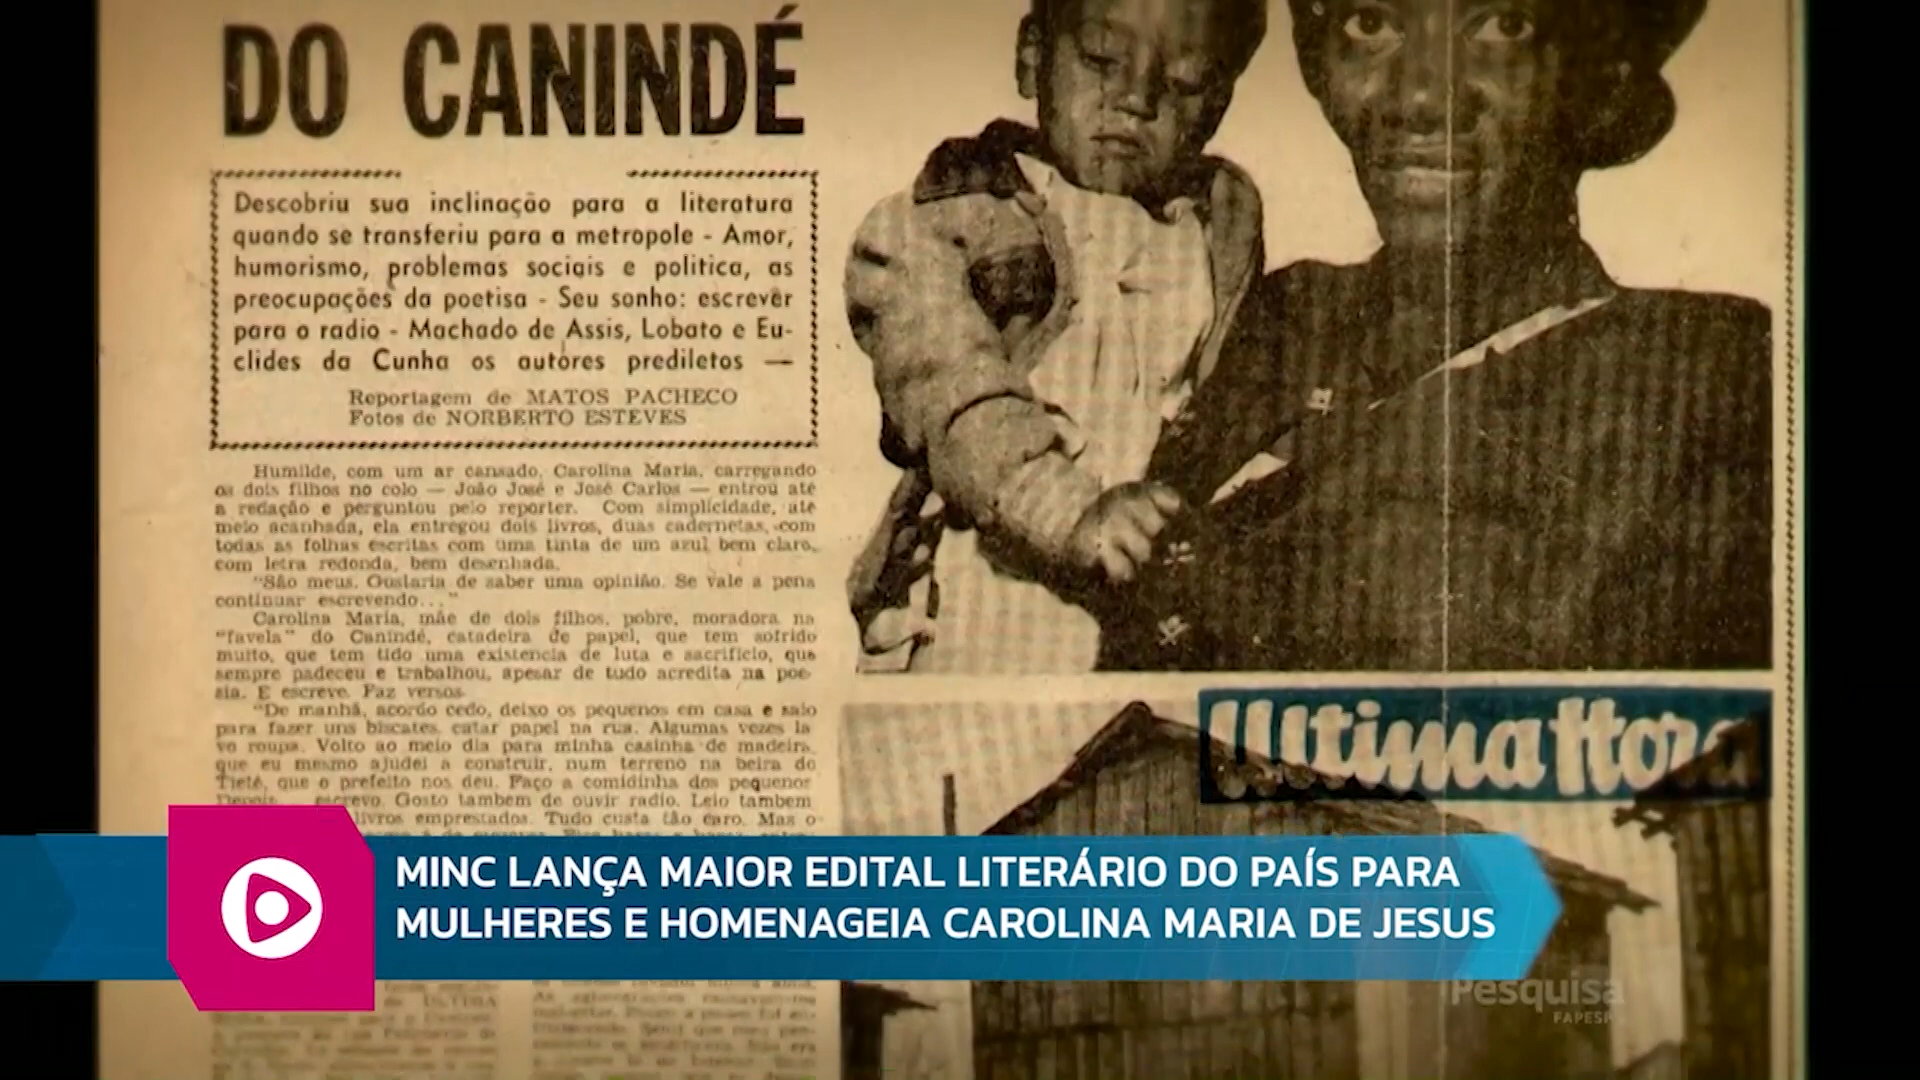 DO CANINDÉ
Descobriu sua inclinação para a literatura
quando se transferiu para a metropole - Amor,
humorismo, problemas sociais e politica, as
preocupações da poetisa - Seu sonho: escrever
para o radio - Machado de Assis, Lobato e Eu-
clides da Cunha os autores prediletos —
Reportagem de MATOS PACHECO
Fotos de NORBERTO ESTEVES
Humilde, com um ar cansado, Carolina Maria, carregando
os dois filhos no colo — João José e José Carlos — entrou até
a redação e perguntou pelo reporter. Com simplicidade, até
meio acanhada, ela entregou dois livros, duas cadernetas, com
todas as folhas escritas com uma tinta de um azul bem claro,
com letra redonda, bem desenhada.
"São meus. Gostaria de saber uma opinião. Se vale a pena
continuar escrevendo..."
Carolina Maria, mãe de dois filhos, pobre, moradora na
"favela" do Canindé, catadeira de papel, que tem sofrido
muito, que tem tido uma existencia de luta e sacrificio, que
sempre padeceu e trabalhou, apesar de tudo acredita na poe-
sia. E escreve. Faz versos.
"De manhã, acordo cedo, deixo os pequenos em casa e saio
para fazer uns biscates, catar papel na rua. Algumas vezes la
vo roupa. Volto ao meio dia para minha casinha de madeira,
que eu mesmo ajudei a construir, num terreno na beira do
Tietê, que o prefeito nos deu. Faço a comidinha dos pequenos
Depois... escrevo. Gosto tambem de ouvir radio. Leio tambem
livros emprestados. Tudo custa tão caro. Mas o
Ultima Hora
MINC LANÇA MAIOR EDITAL LITERÁRIO DO PAÍS PARA
MULHERES E HOMENAGEIA CAROLINA MARIA DE JESUS
Pesquisa
FAPESP